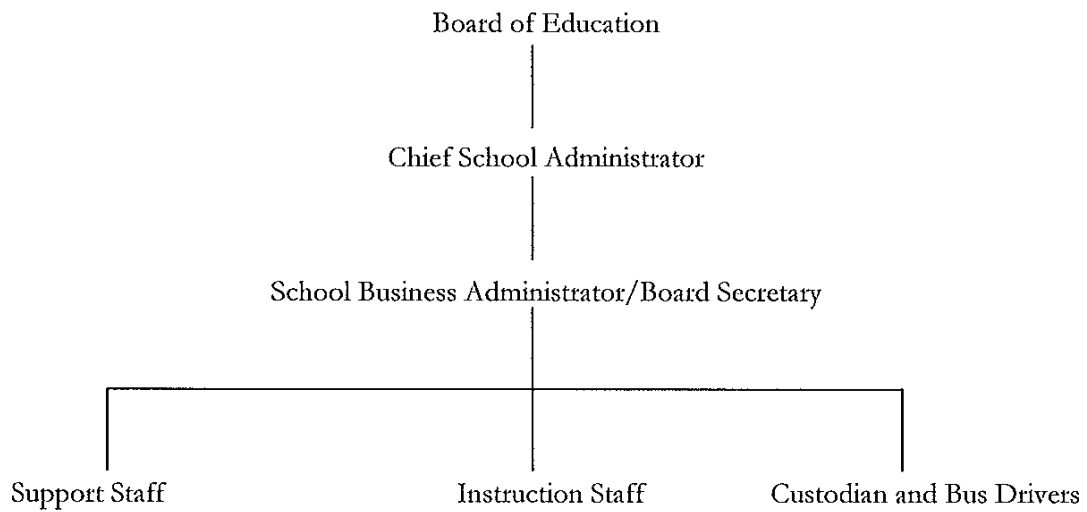 Board of Education
Chief School Administrator
School Business Administrator/Board Secretary
Support Staff
Instruction Staff
Custodian and Bus Drivers